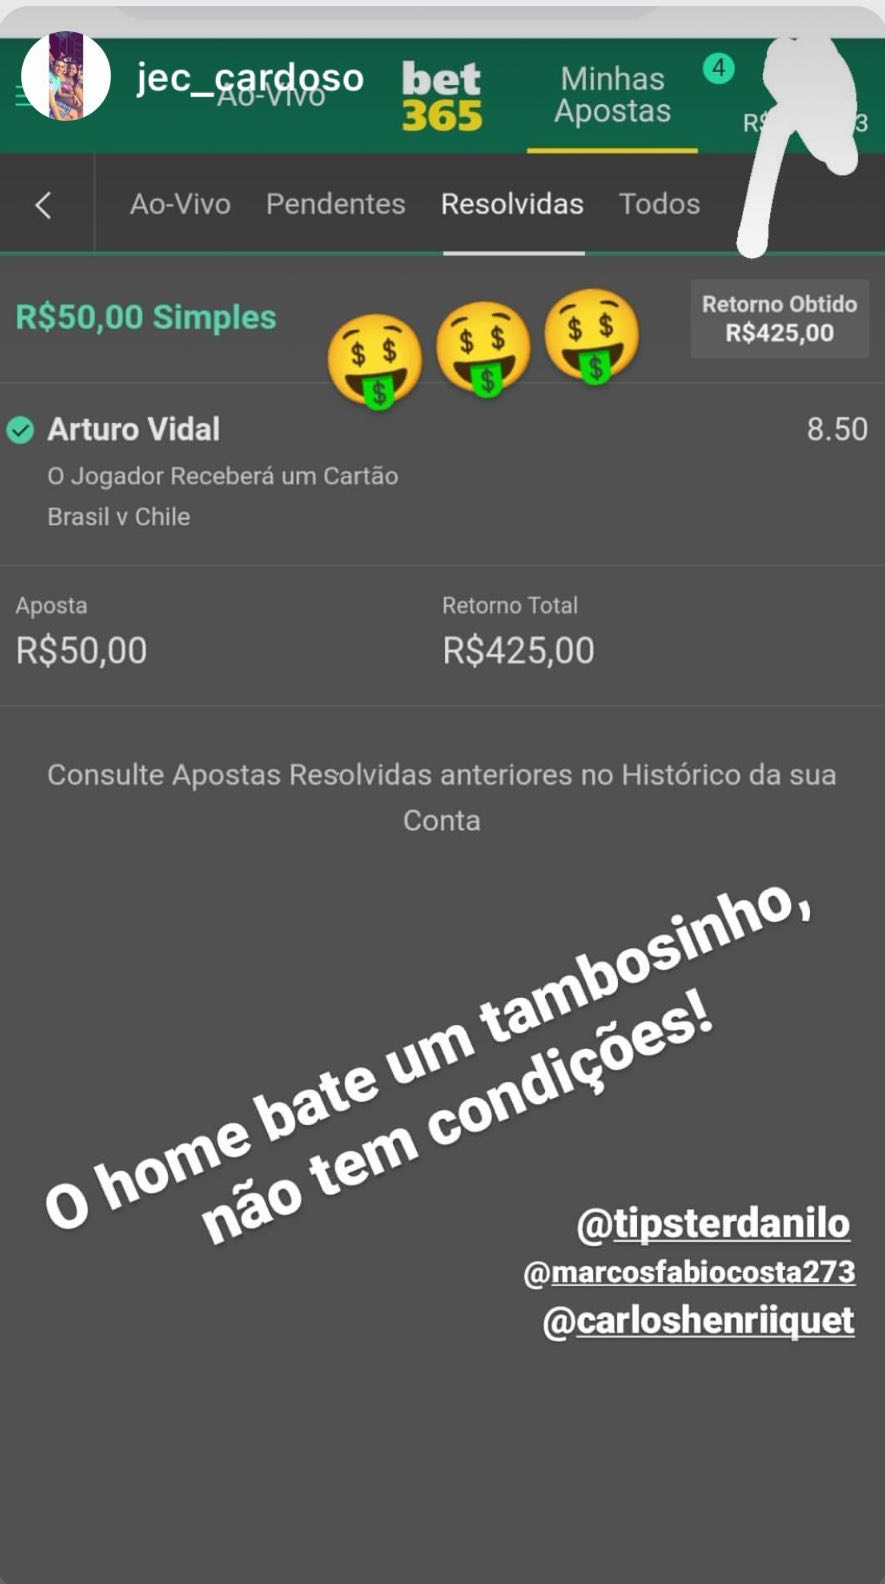 jec_cardoso
Ao-Vivo
bet
365
Minhas
Apostas
4
Ao-Vivo Pendentes Resolvidas Todos
R$50,00 Simples
Retorno Obtido
R$425,00
Arturo Vidal 8.50
O Jogador Receberá um Cartão
Brasil v Chile
Aposta Retorno Total
R$50,00 R$425,00
Consulte Apostas Resolvidas anteriores no Histórico da sua
Conta
O home bate um tambosinho,
não tem condições!
@tipsterdanilo
@marcosfabiocosta273
@carloshenriiquet